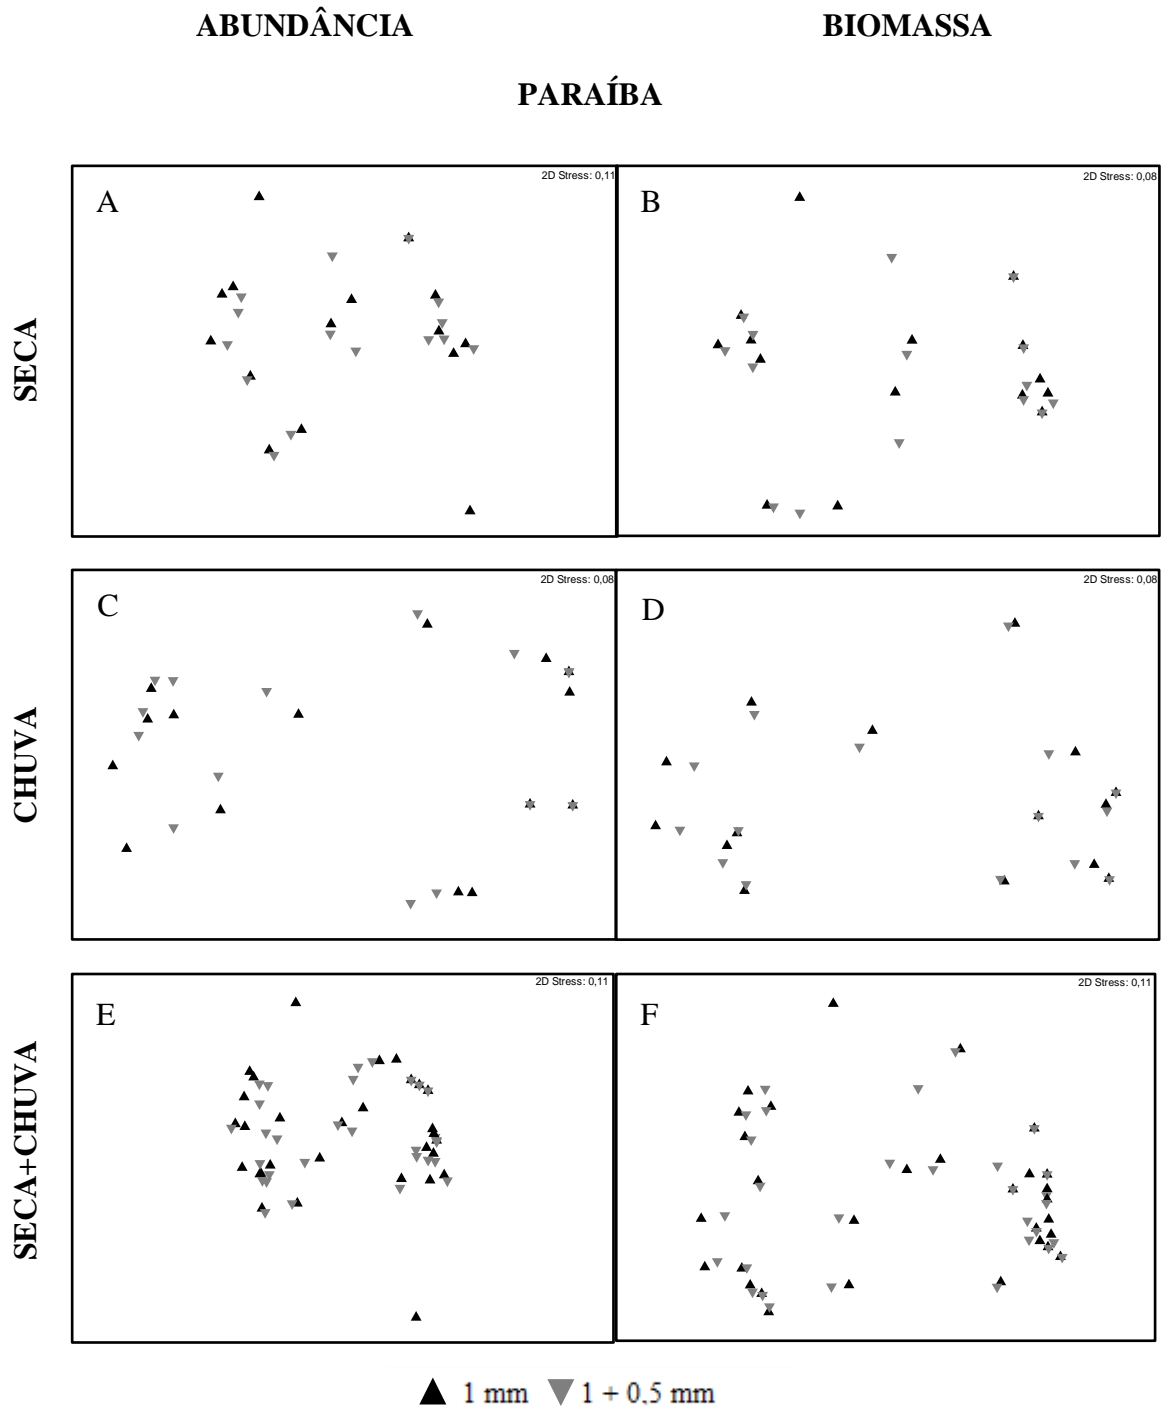 ABUNDÂNCIA BIOMASSA
PARAÍBA
SECA
A
2D Stress: 0,11
B
2D Stress: 0,08
CHUVA
C
2D Stress: 0,08
D
2D Stress: 0,08
SECA+CHUVA
E
2D Stress: 0,11
F
2D Stress: 0,11
1 mm 1 + 0.5 mm